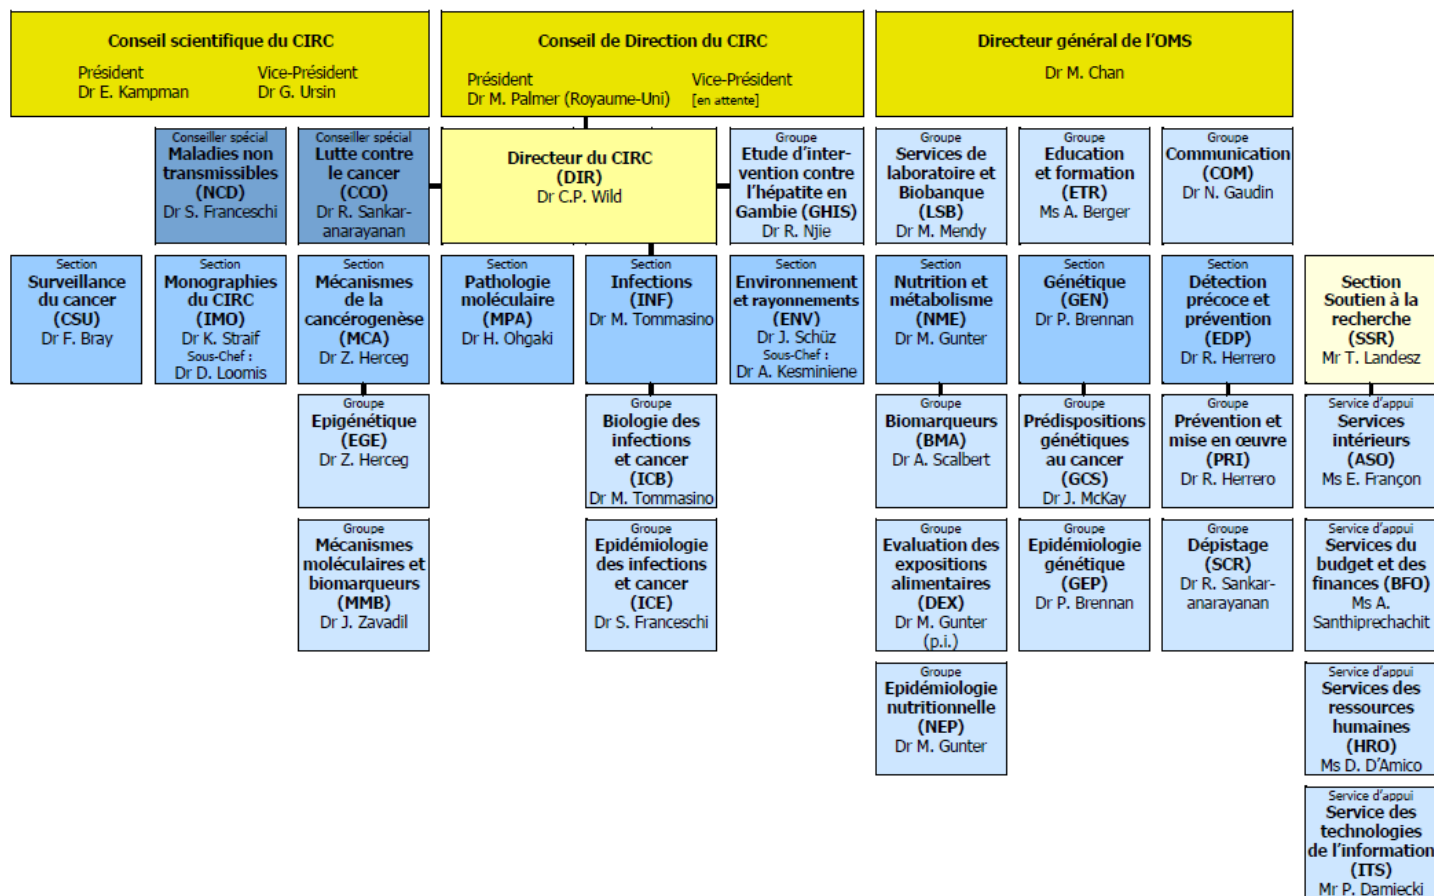 Conseil scientifique du CIRC
Président
Dr E. Kampman
Vice-Président
Dr G. Ursin
Conseil de Direction du CIRC
Président
Dr M. Palmer (Royaume-Uni)
Vice-Président
[en attente]
Directeur général de l'OMS
Dr M. Chan
Conseiller spécial
Maladies non
transmissibles
(NCD)
Dr S. Franceschi
Conseiller spécial
Lutte contre
le cancer
(CCO)
Dr R. Sankar-
anarayanan
Directeur du CIRC
(DIR)
Dr C.P. Wild
Groupe
Etude d'inter-
vention contre
l'hépatite en
Gambie (GHIS)
Dr R. Njie
Groupe
Services de
laboratoire et
Biobanque
(LSB)
Dr M. Mendy
Groupe
Education
et formation
(ETR)
Ms A. Berger
Groupe
Communication
(COM)
Dr N. Gaudin
Section
Surveillance
du cancer
(CSU)
Dr F. Bray
Section
Monographies
du CIRC
(IMO)
Dr K. Straif
Sous-Chef :
Dr D. Loomis
Section
Mécanismes
de la
cancérogenèse
(MCA)
Dr Z. Herceg
Section
Pathologie
moléculaire
(MPA)
Dr H. Ohgaki
Section
Infections
(INF)
Dr M. Tommasino
Section
Environnement
et rayonnements
(ENV)
Dr J. Schüz
Sous-Chef :
Dr A. Kesminiene
Section
Nutrition et
métabolisme
(NME)
Dr M. Gunter
Section
Génétique
(GEN)
Dr P. Brennan
Section
Détection
précoce et
prévention
(EDP)
Dr R. Herrero
Section
Soutien à la
recherche
(SSR)
Mr T. Landesz
Groupe
Epigénétique
(EGE)
Dr Z. Herceg
Groupe
Biologie des
infections
et cancer
(ICB)
Dr M. Tommasino
Groupe
Biomarqueurs
(BMA)
Dr A. Scalbert
Groupe
Prédispositions
génétiques
au cancer
(GCS)
Dr J. McKay
Groupe
Prévention et
mise en œuvre
(PRI)
Dr R. Herrero
Service d'appui
Services
intérieurs
(ASO)
Ms E. Françon
Groupe
Mécanismes
moléculaires et
biomarqueurs
(MMB)
Dr J. Zavadil
Groupe
Epidémiologie
des infections
et cancer
(ICE)
Dr S. Franceschi
Groupe
Evaluation des
expositions
alimentaires
(DEX)
Dr M. Gunter
(p.i.)
Groupe
Epidémiologie
génétique
(GEP)
Dr P. Brennan
Groupe
Dépistage
(SCR)
Dr R. Sankar-
anarayanan
Service d'appui
Services du
budget et des
finances (BFO)
Ms A.
Santhiprechachit
Groupe
Epidémiologie
nutritionnelle
(NEP)
Dr M. Gunter
Service d'appui
Services des
ressources
humaines
(HRO)
Ms D. D'Amico
Service d'appui
Service des
technologies
de l'information
(ITS)
Mr P. Damiecki